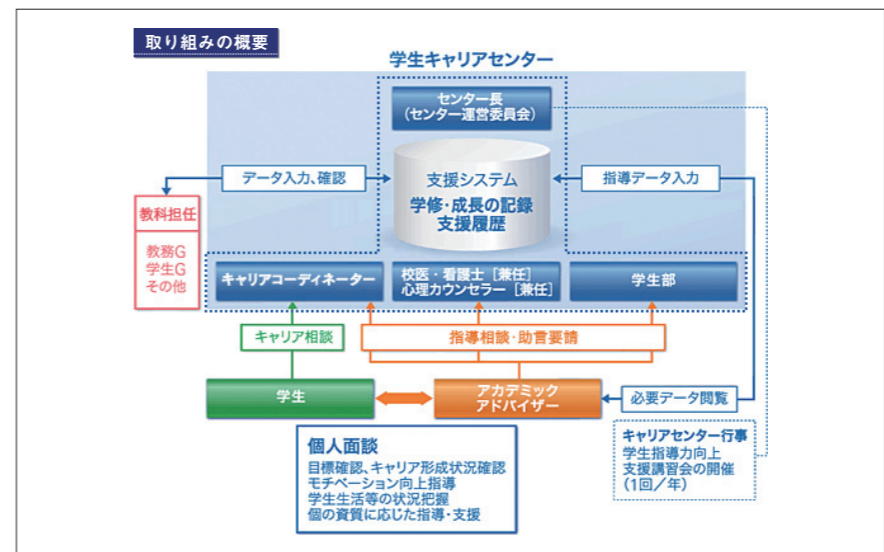 取り組みの概要
学生キャリアセンター
センター長
（センター運営委員会）
データ入力、確認
支援システム
学修・成長の記録
支援履歴
指導データ入力
教科担任
教務G
学生G
その他
キャリアコーディネーター
校医・看護士［兼任］
心理カウンセラー［兼任］
学生部
キャリア相談
指導相談・助言要請
学生
アカデミック
アドバイザー
必要データ閲覧
個人面談
目標確認、キャリア形成状況確認
モチベーション向上指導
学生生活等の状況把握
個の資質に応じた指導・支援
キャリアセンター行事
学生指導力向上
支援講習会の開催
（1回／年）